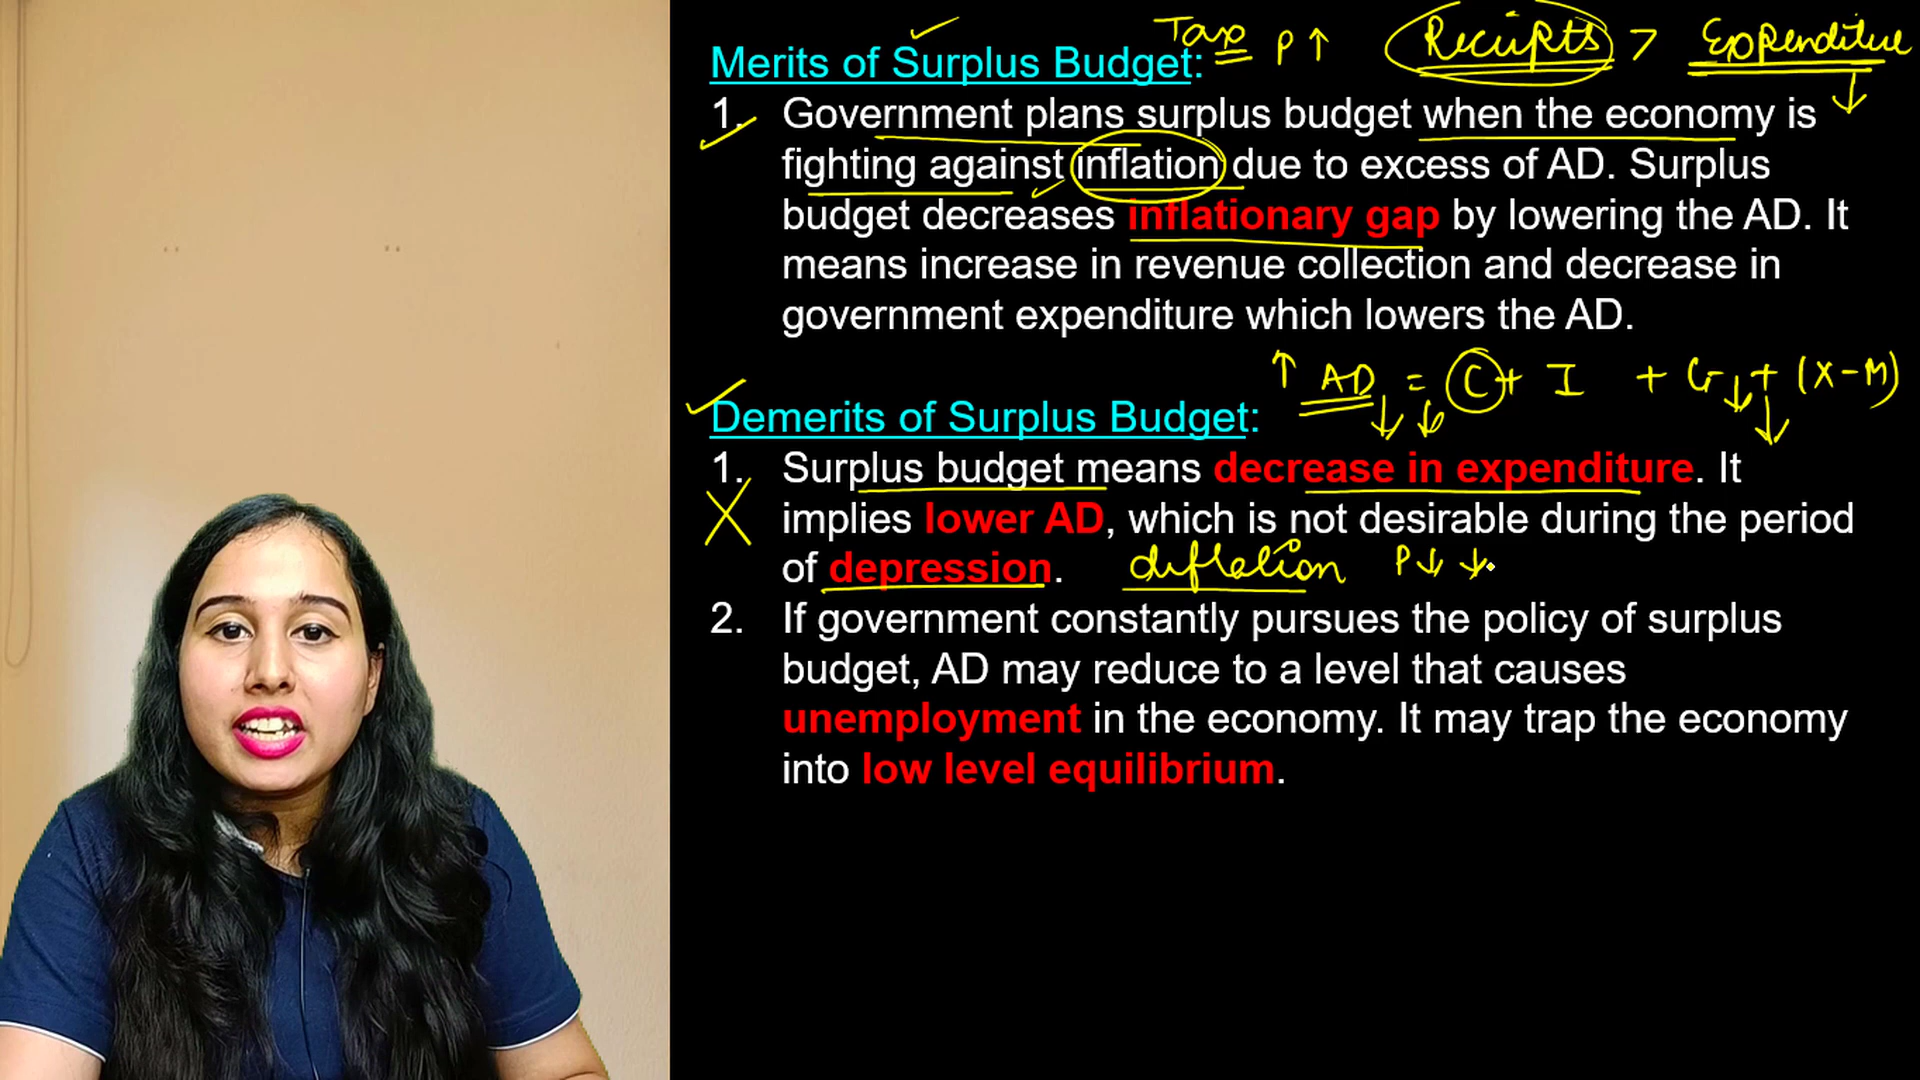 Tax P ↑ Receipts > Expenditure ↓
Merits of Surplus Budget:
1. Government plans surplus budget when the economy is
fighting against inflation due to excess of AD. Surplus
budget decreases inflationary gap by lowering the AD. It
means increase in revenue collection and decrease in
government expenditure which lowers the AD.
↑ AD ↓ = C ↓ + I + G ↓ + (X-M) ↓
Demerits of Surplus Budget:
1. Surplus budget means decrease in expenditure. It
implies lower AD, which is not desirable during the period
of depression. deflation P↓ ↓
2. If government constantly pursues the policy of surplus
budget, AD may reduce to a level that causes
unemployment in the economy. It may trap the economy
into low level equilibrium.